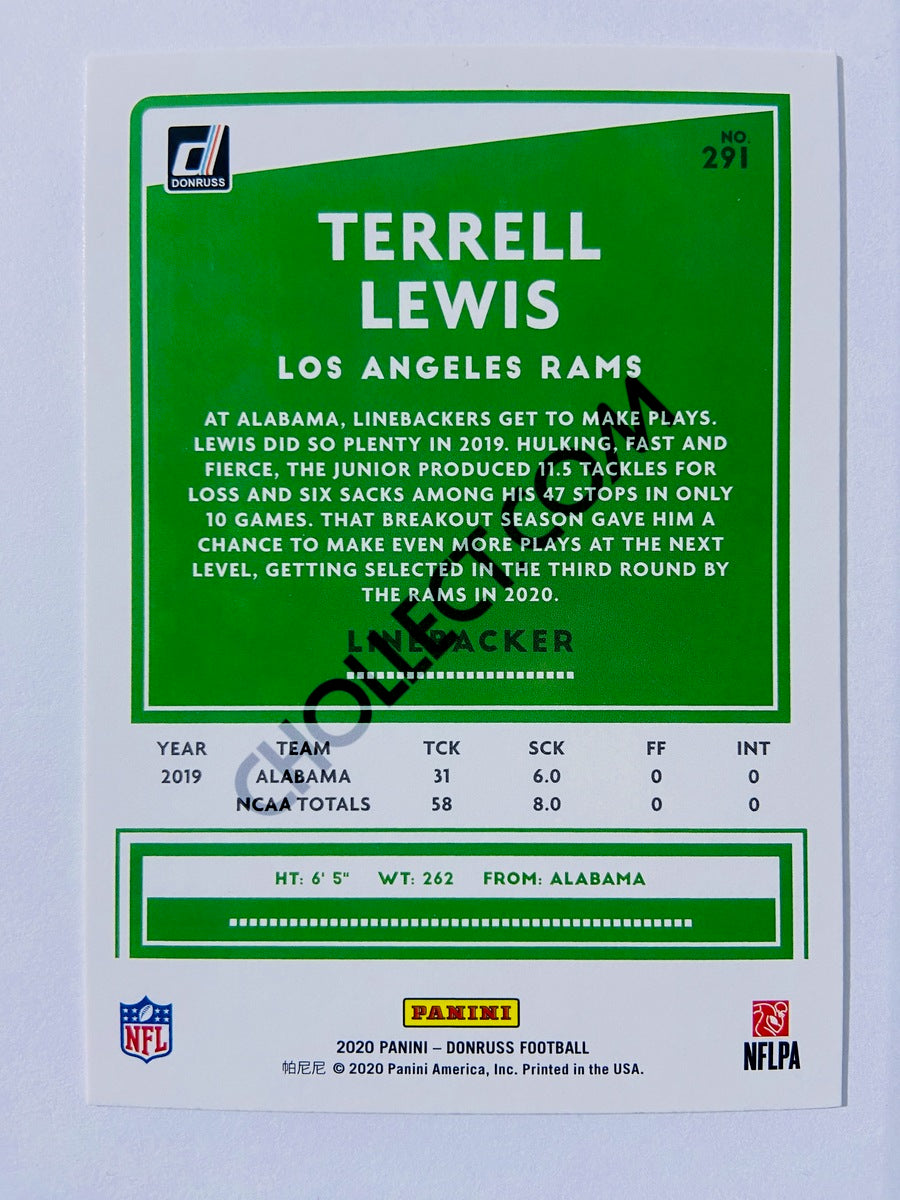 DONRUSS
NO.
291
TERRELL
LEWIS
LOS ANGELES RAMS
AT ALABAMA, LINEBACKERS GET TO MAKE PLAYS.
LEWIS DID SO PLENTY IN 2019. HULKING, FAST AND
FIERCE, THE JUNIOR PRODUCED 11.5 TACKLES FOR
LOSS AND SIX SACKS AMONG HIS 47 STOPS IN ONLY
10 GAMES. THAT BREAKOUT SEASON GAVE HIM A
CHANCE TO MAKE EVEN MORE PLAYS AT THE NEXT
LEVEL, GETTING SELECTED IN THE THIRD ROUND BY
THE RAMS IN 2020.
LINEBACKER
CHOLLECT.COM
YEAR TEAM TCK SCK FF INT
2019 ALABAMA 31 6.0 0 0
NCAA TOTALS 58 8.0 0 0
HT: 6' 5" WT: 262 FROM: ALABAMA
NFL
PANINI
NFLPA
2020 PANINI – DONRUSS FOOTBALL
帕尼尼 © 2020 Panini America, Inc. Printed in the USA.